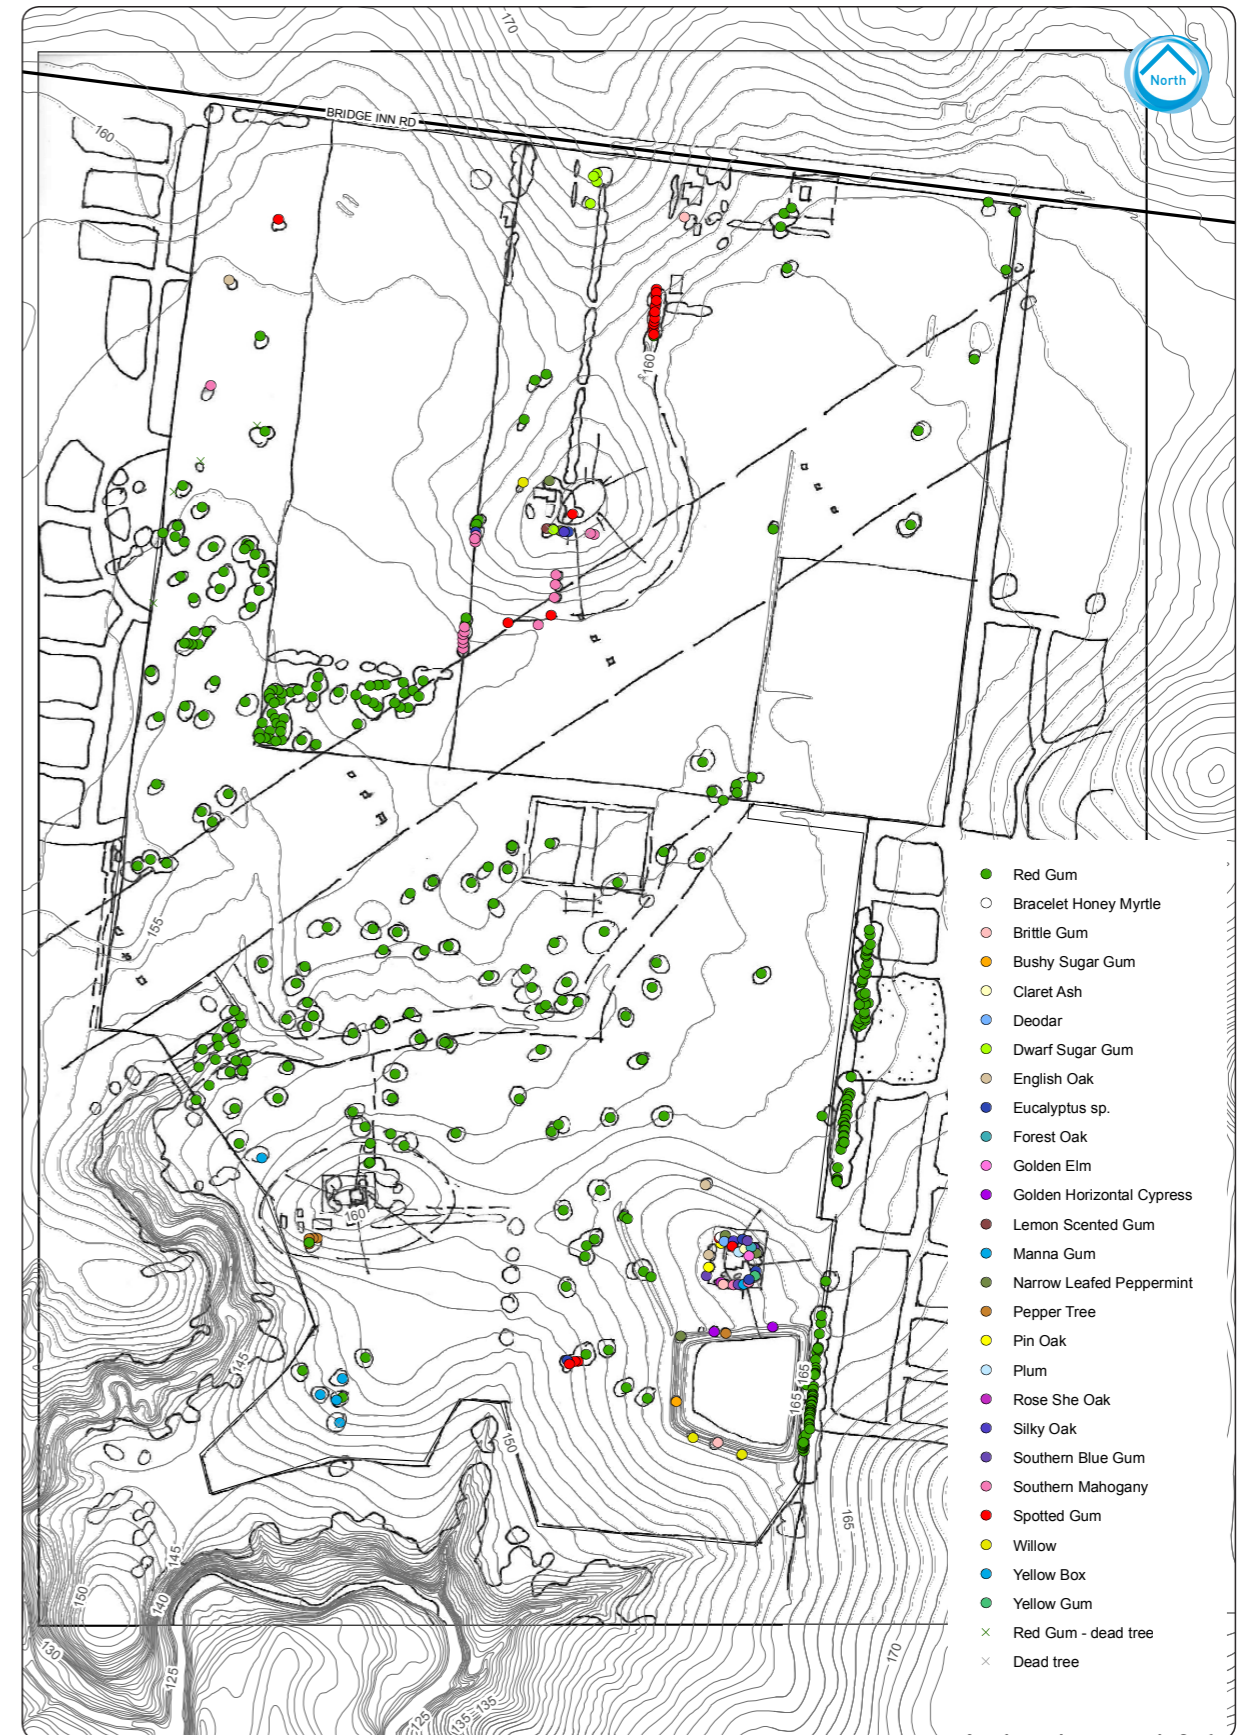 170
North
160
BRIDGE INN RD
160
155
160
145
150
165
165
165
145
150
140
130
125
170
125
135
135
Red Gum
Bracelet Honey Myrtle
Brittle Gum
Bushy Sugar Gum
Claret Ash
Deodar
Dwarf Sugar Gum
English Oak
Eucalyptus sp.
Forest Oak
Golden Elm
Golden Horizontal Cypress
Lemon Scented Gum
Manna Gum
Narrow Leafed Peppermint
Pepper Tree
Pin Oak
Plum
Rose She Oak
Silky Oak
Southern Blue Gum
Southern Mahogany
Spotted Gum
Willow
Yellow Box
Yellow Gum
Red Gum - dead tree
Dead tree